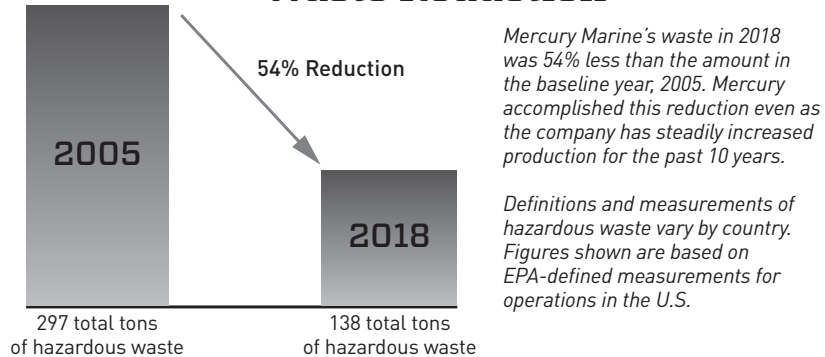 54% Reduction
2005
2018
297 total tons
of hazardous waste
138 total tons
of hazardous waste
Mercury Marine’s waste in 2018
was 54% less than the amount in
the baseline year, 2005. Mercury
accomplished this reduction even as
the company has steadily increased
production for the past 10 years.
Definitions and measurements of
hazardous waste vary by country.
Figures shown are based on
EPA-defined measurements for
operations in the U.S.